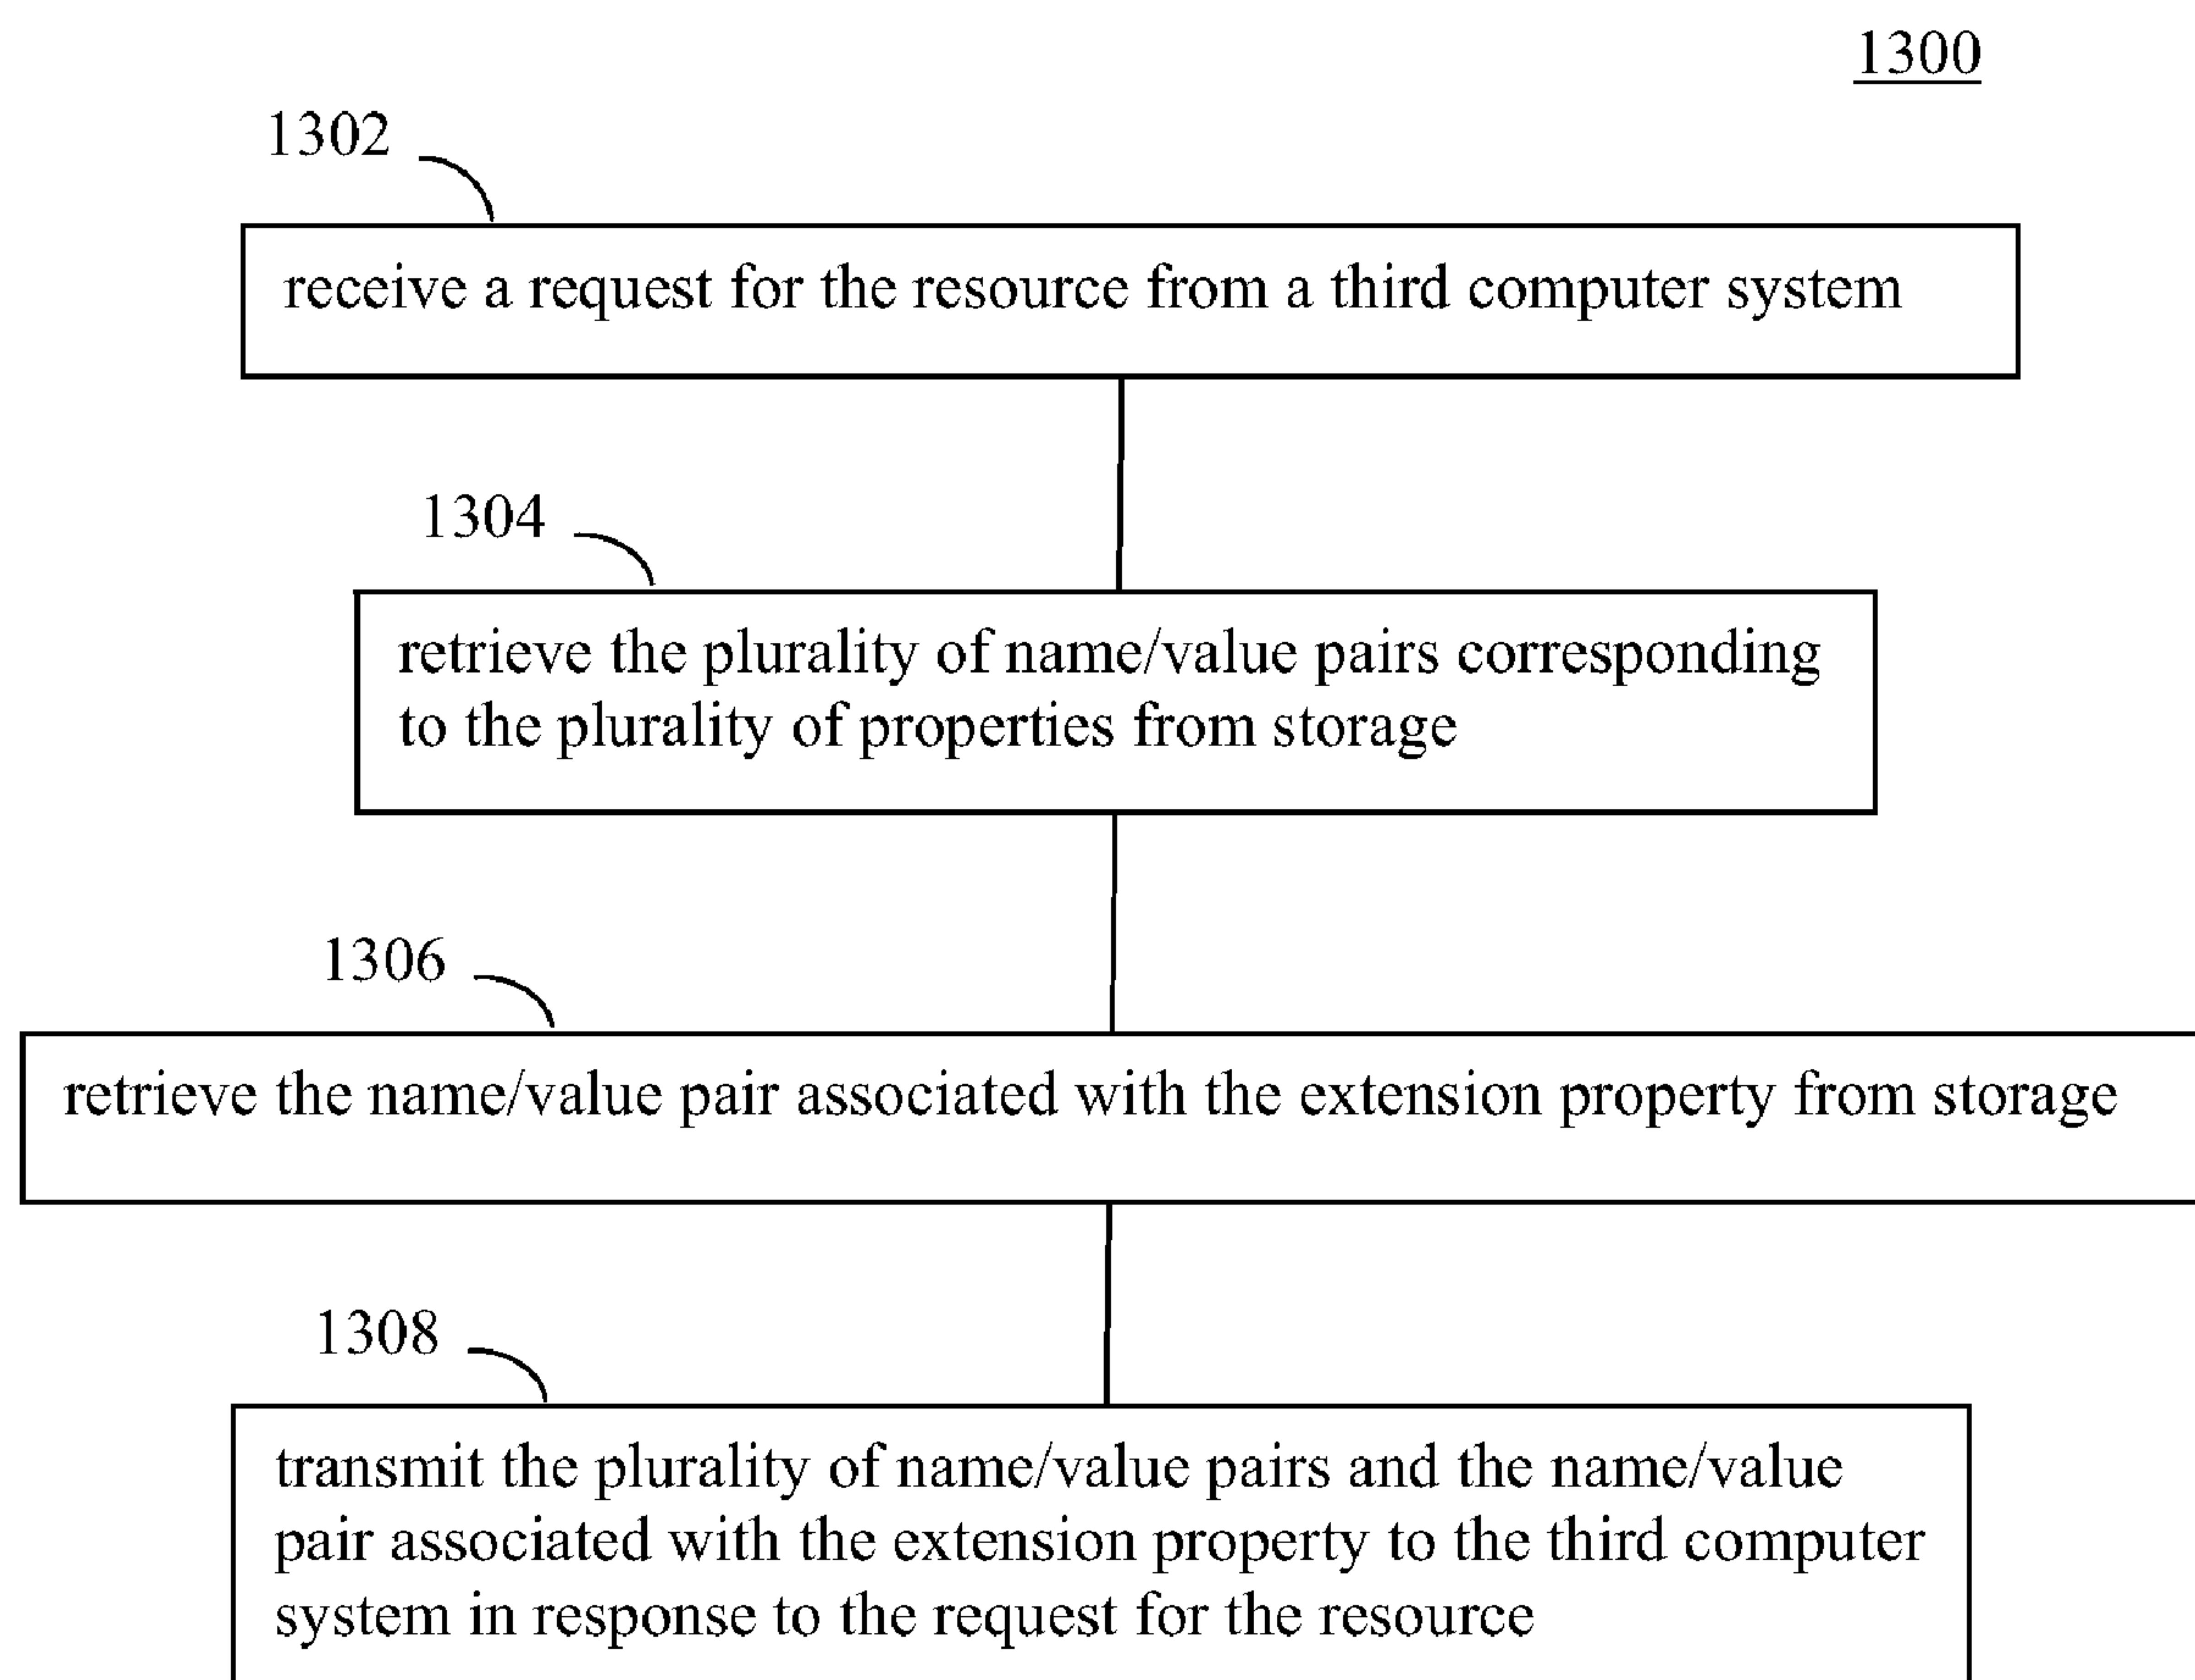 1300
1302
receive a request for the resource from a third computer system
1304
retrieve the plurality of name/value pairs corresponding
to the plurality of properties from storage
1306
retrieve the name/value pair associated with the extension property from storage
1308
transmit the plurality of name/value pairs and the name/value
pair associated with the extension property to the third computer
system in response to the request for the resource